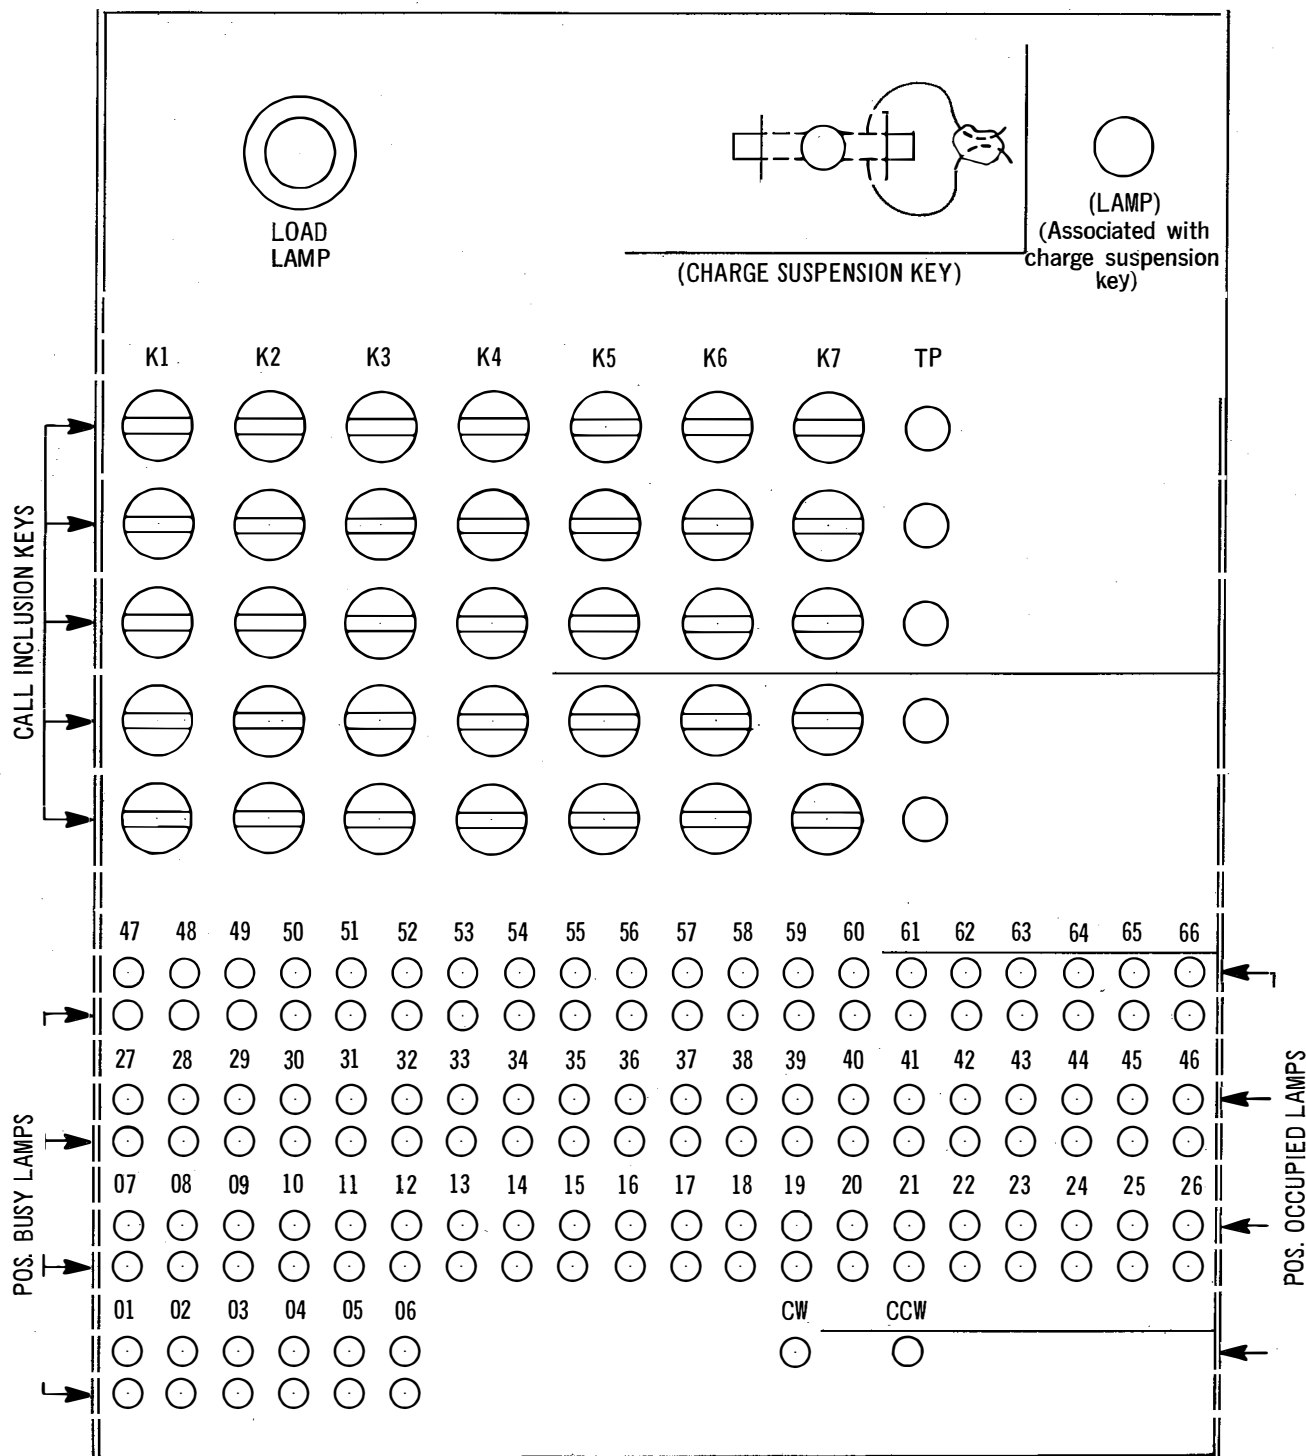 LOAD
LAMP
(CHARGE SUSPENSION KEY)
(LAMP)
(Associated with
charge suspension
key)
K1 K2 K3 K4 K5 K6 K7 TP
CALL INCLUSION KEYS
47 48 49 50 51 52 53 54 55 56 57 58 59 60 61 62 63 64 65 66
27 28 29 30 31 32 33 34 35 36 37 38 39 40 41 42 43 44 45 46
POS. BUSY LAMPS
POS. OCCUPIED LAMPS
07 08 09 10 11 12 13 14 15 16 17 18 19 20 21 22 23 24 25 26
01 02 03 04 05 06 CW CCW